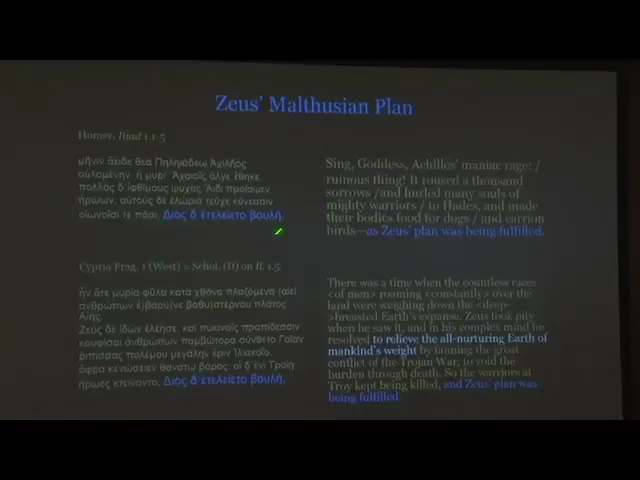 Zeus' Malthusian Plan
Homer, Iliad 1.1-5
μῆνιν ἄειδε θεὰ Πηληϊάδεω Ἀχιλῆος
οὐλομένην, ἣ μυρί' Ἀχαιοῖς ἄλγε' ἔθηκε,
πολλὰς δ' ἰφθίμους ψυχὰς Ἄϊδι προΐαψεν
ἡρώων, αὐτοὺς δὲ ἑλώρια τεῦχε κύνεσσιν
οἰωνοῖσί τε πᾶσι, Διὸς δ' ἐτελείετο βουλή,
Sing, Goddess, Achilles' maniac rage: /
ruinous thing! It roused a thousand
sorrows /and hurled many souls of
mighty warriors / to Hades, and made
their bodies food for dogs / and carrion
birds—as Zeus' plan was being fulfilled.
Cypria Frag. 1 (West) = Schol. (D) on Il. 1.5
ἦν ὅτε μυρία φῦλα κατὰ χθόνα πλαζόμενα (αἰεὶ
ἀνθρώπων ἐ)βάρυ(νε βαθυ)στέρνου πλάτος
Αἴης.
Ζεὺς δὲ ἰδὼν ἐλέησε, καὶ πυκιναῖς πραπίδεσσιν
κουφίσαι ἀνθρώπων παμβώτορα σύνθετο Γαῖαν
ῥιπίσσας πολέμου μεγάλην ἔριν Ἰλιακοῖο,
ὄφρα κενώσειεν θανάτῳ βάρος. οἱ δ' ἐνὶ Τροίῃ
ἥρωες κτείνοντο, Διὸς δ' ἐτελείετο βουλή.
There was a time when the countless races
<of men> roaming <constantly> over the
land were weighing down the <deep-
>breasted Earth's expanse. Zeus took pity
when he saw it, and in his complex mind he
resolved to relieve the all-nurturing Earth of
mankind's weight by fanning the great
conflict of the Trojan War, to void the
burden through death. So the warriors at
Troy kept being killed, and Zeus' plan was
being fulfilled